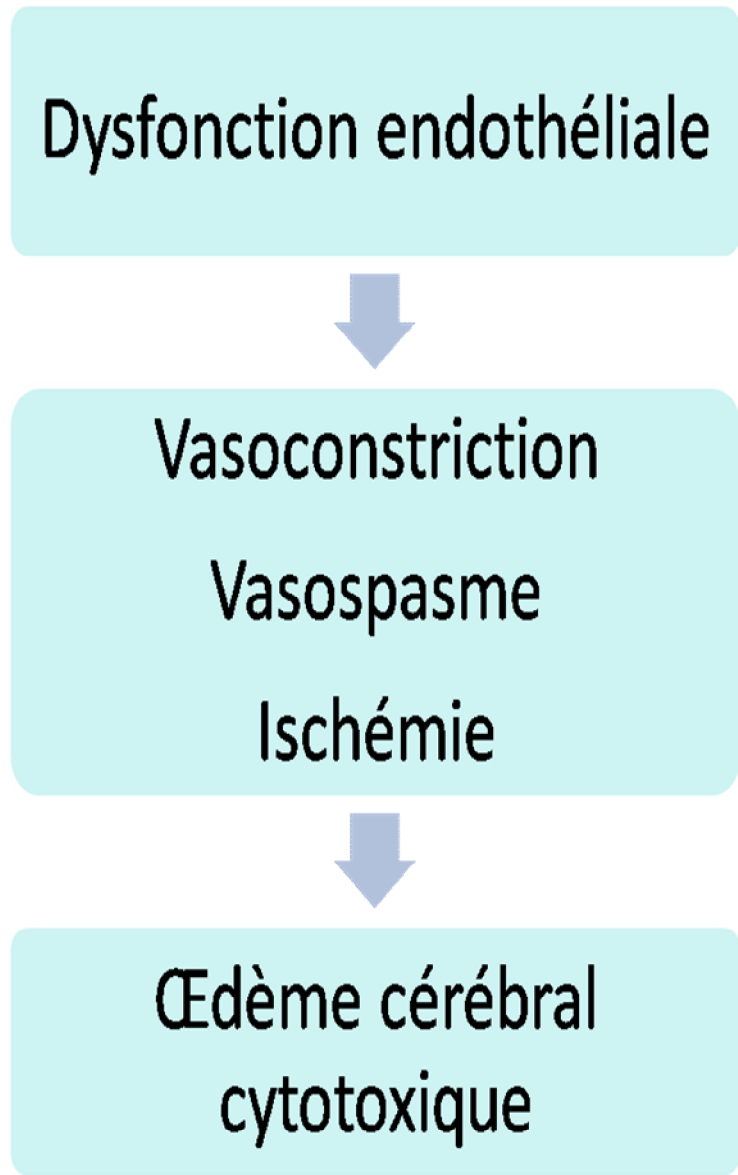 Dysfonction endothéliale
Vasoconstriction
Vasospasme
Ischémie
Œdème cérébral
cytotoxique